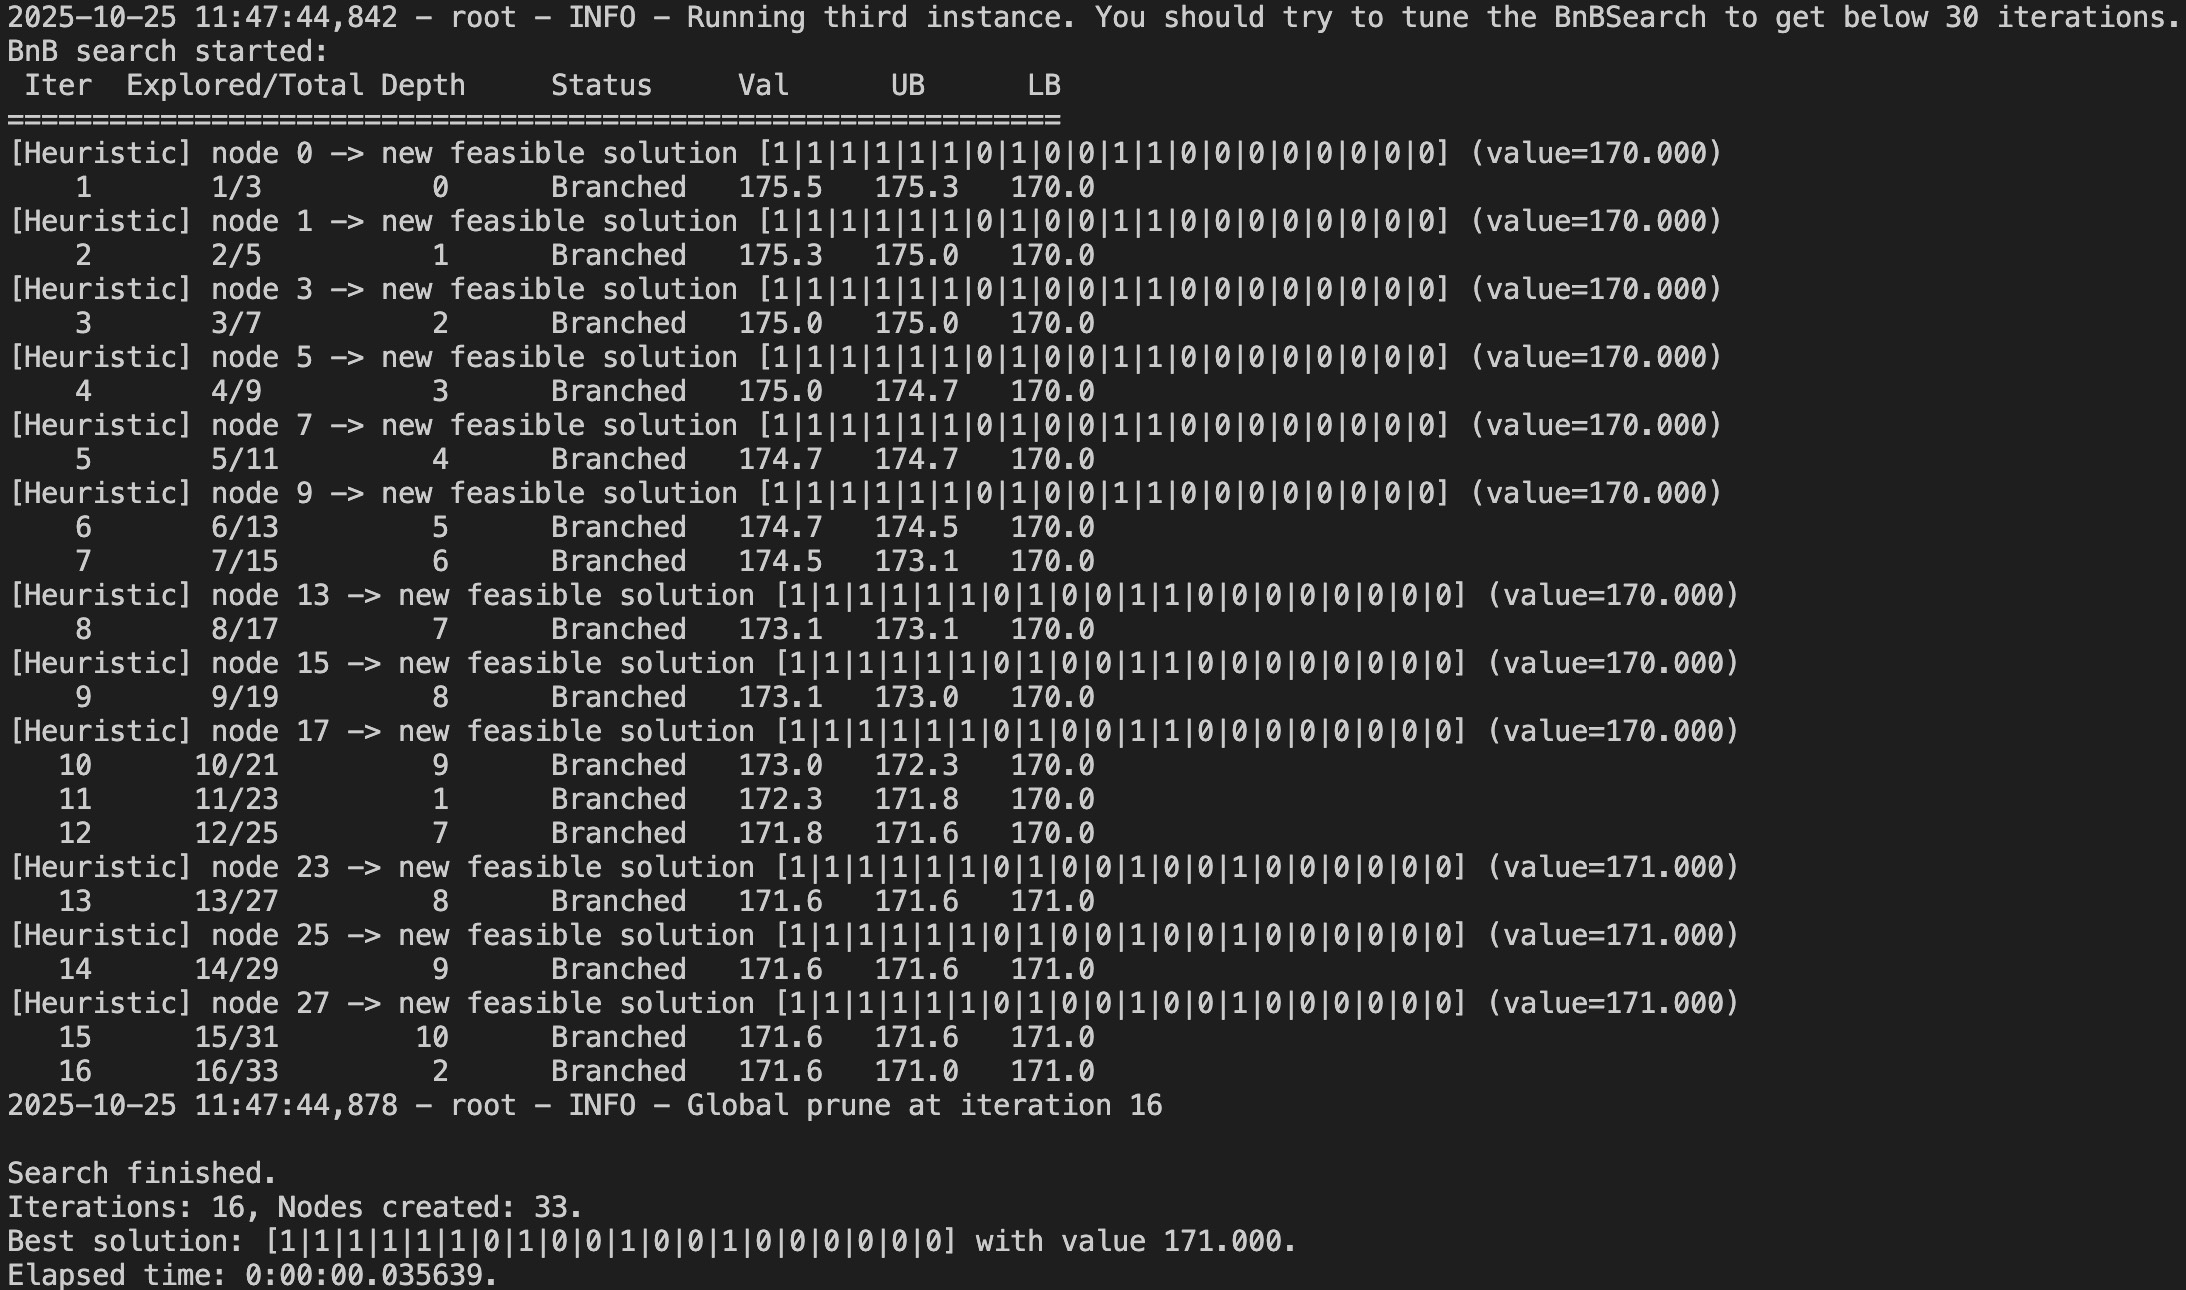 2025-10-25 11:47:44,842 - root - INFO - Running third instance. You should try to tune the BnBSearch to get below 30 iterations.
BnB search started:
 Iter  Explored/Total Depth     Status     Val      UB      LB
==============================================================
[Heuristic] node 0 -> new feasible solution [1|1|1|1|1|1|0|1|0|0|1|1|0|0|0|0|0|0|0|0] (value=170.000)
    1       1/3          0      Branched   175.5   175.3   170.0
[Heuristic] node 1 -> new feasible solution [1|1|1|1|1|1|0|1|0|0|1|1|0|0|0|0|0|0|0|0] (value=170.000)
    2       2/5          1      Branched   175.3   175.0   170.0
[Heuristic] node 3 -> new feasible solution [1|1|1|1|1|1|0|1|0|0|1|1|0|0|0|0|0|0|0|0] (value=170.000)
    3       3/7          2      Branched   175.0   175.0   170.0
[Heuristic] node 5 -> new feasible solution [1|1|1|1|1|1|0|1|0|0|1|1|0|0|0|0|0|0|0|0] (value=170.000)
    4       4/9          3      Branched   175.0   174.7   170.0
[Heuristic] node 7 -> new feasible solution [1|1|1|1|1|1|0|1|0|0|1|1|0|0|0|0|0|0|0|0] (value=170.000)
    5       5/11         4      Branched   174.7   174.7   170.0
[Heuristic] node 9 -> new feasible solution [1|1|1|1|1|1|0|1|0|0|1|1|0|0|0|0|0|0|0|0] (value=170.000)
    6       6/13         5      Branched   174.7   174.5   170.0
    7       7/15         6      Branched   174.5   173.1   170.0
[Heuristic] node 13 -> new feasible solution [1|1|1|1|1|1|0|1|0|0|1|1|0|0|0|0|0|0|0|0] (value=170.000)
    8       8/17         7      Branched   173.1   173.1   170.0
[Heuristic] node 15 -> new feasible solution [1|1|1|1|1|1|0|1|0|0|1|1|0|0|0|0|0|0|0|0] (value=170.000)
    9       9/19         8      Branched   173.1   173.0   170.0
[Heuristic] node 17 -> new feasible solution [1|1|1|1|1|1|0|1|0|0|1|1|0|0|0|0|0|0|0|0] (value=170.000)
   10      10/21         9      Branched   173.0   172.3   170.0
   11      11/23         1      Branched   172.3   171.8   170.0
   12      12/25         7      Branched   171.8   171.6   170.0
[Heuristic] node 23 -> new feasible solution [1|1|1|1|1|1|0|1|0|0|1|0|0|1|0|0|0|0|0|0] (value=171.000)
   13      13/27         8      Branched   171.6   171.6   171.0
[Heuristic] node 25 -> new feasible solution [1|1|1|1|1|1|0|1|0|0|1|0|0|1|0|0|0|0|0|0] (value=171.000)
   14      14/29         9      Branched   171.6   171.6   171.0
[Heuristic] node 27 -> new feasible solution [1|1|1|1|1|1|0|1|0|0|1|0|0|1|0|0|0|0|0|0] (value=171.000)
   15      15/31        10      Branched   171.6   171.6   171.0
   16      16/33         2      Branched   171.6   171.0   171.0
2025-10-25 11:47:44,878 - root - INFO - Global prune at iteration 16

Search finished.
Iterations: 16, Nodes created: 33.
Best solution: [1|1|1|1|1|1|0|1|0|0|1|0|0|1|0|0|0|0|0|0] with value 171.000.
Elapsed time: 0:00:00.035639.